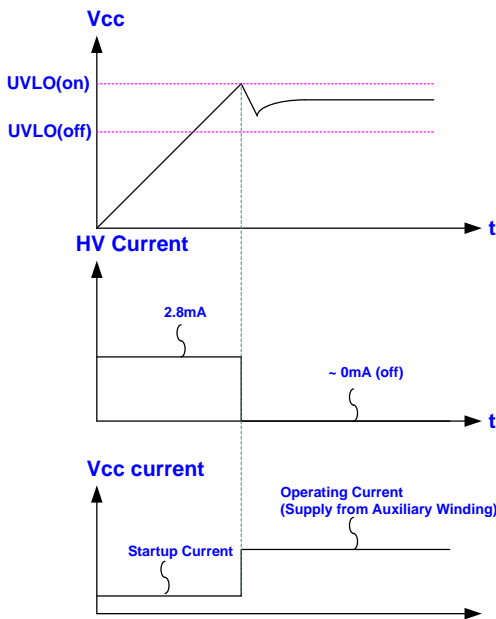 Vcc
UVLO(on)
UVLO(off)
t
HV Current
2.8mA
~ 0mA (off)
t
Vcc current
Operating Current
(Supply from Auxiliary Winding)
Startup Current